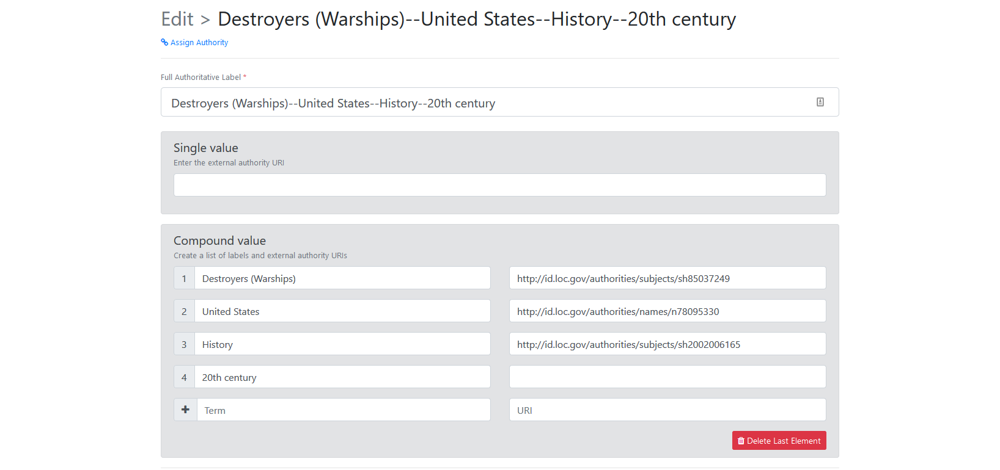 Edit > Destroyers (Warships)--United States--History--20th century
Assign Authority
Full Authoritative Label *
Destroyers (Warships)--United States--History--20th century
Single value
Enter the external authority URI
Compound value
Create a list of labels and external authority URIs
1 Destroyers (Warships) http://id.loc.gov/authorities/subjects/sh85037249
2 United States http://id.loc.gov/authorities/names/n78095330
3 History http://id.loc.gov/authorities/subjects/sh2002006165
4 20th century
+ Term URI
Delete Last Element